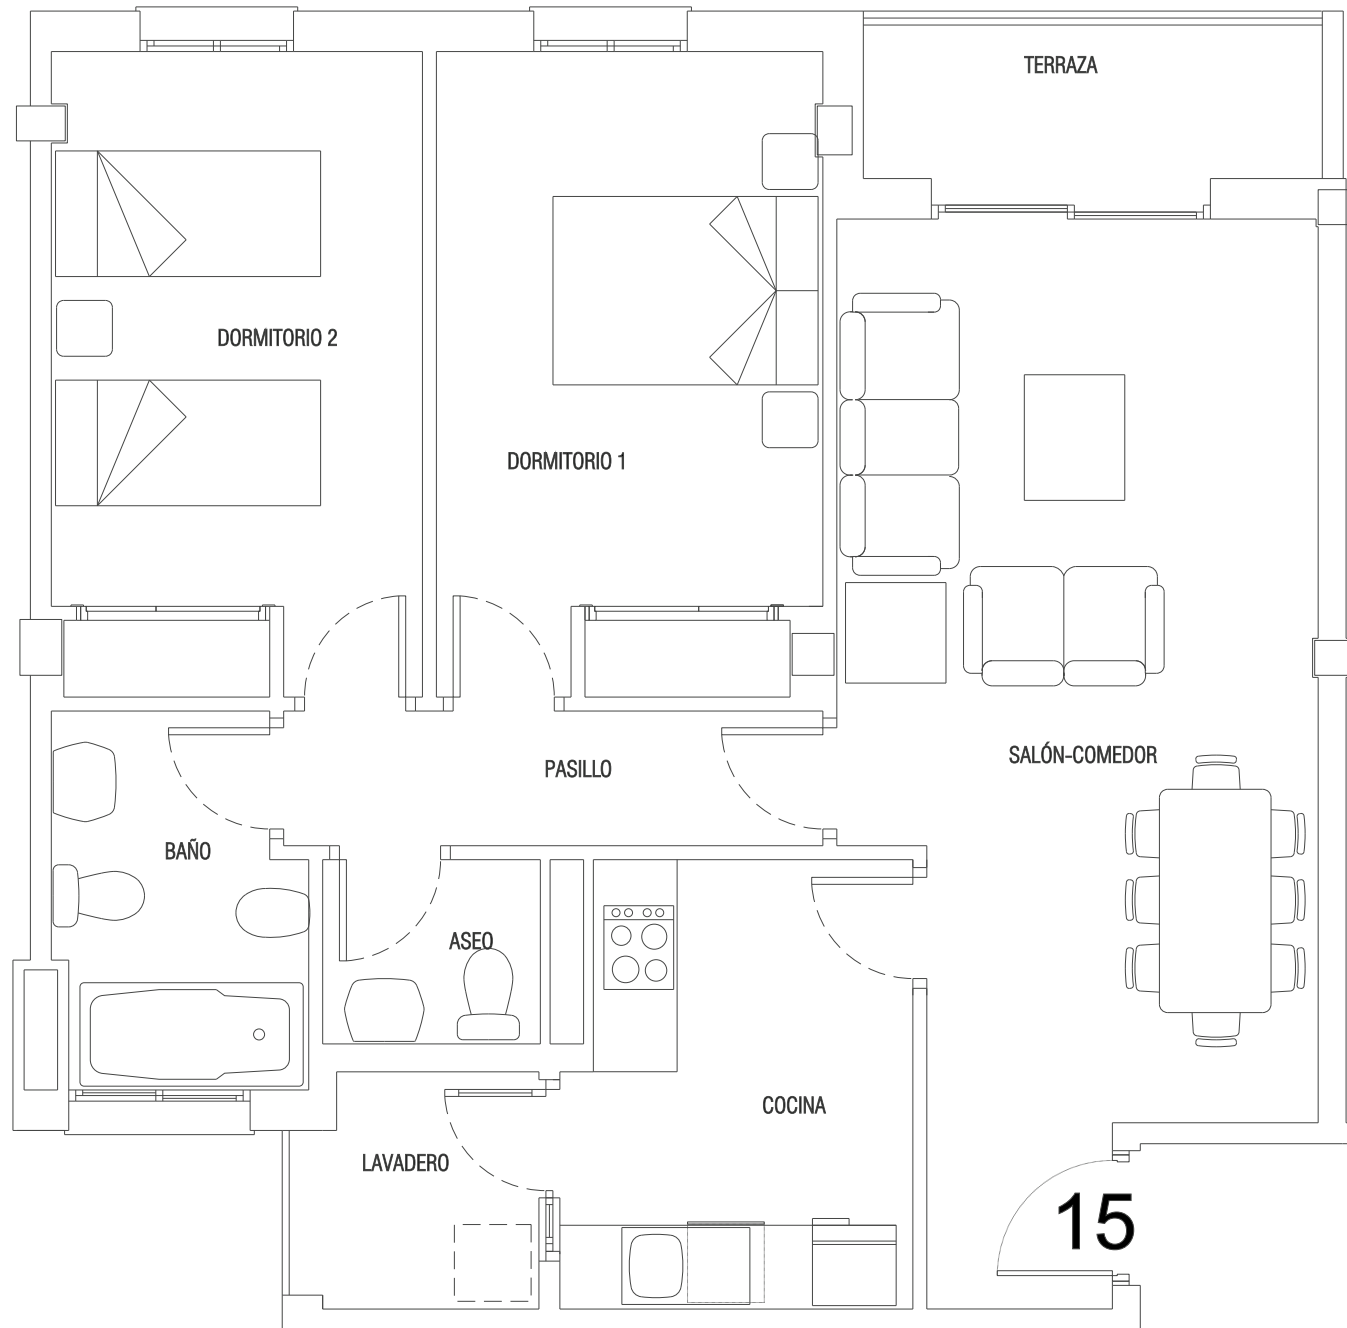 TERRAZA
DORMITORIO 2
DORMITORIO 1
SALÓN-COMEDOR
PASILLO
BAÑO
ASEO
COCINA
LAVADERO
15